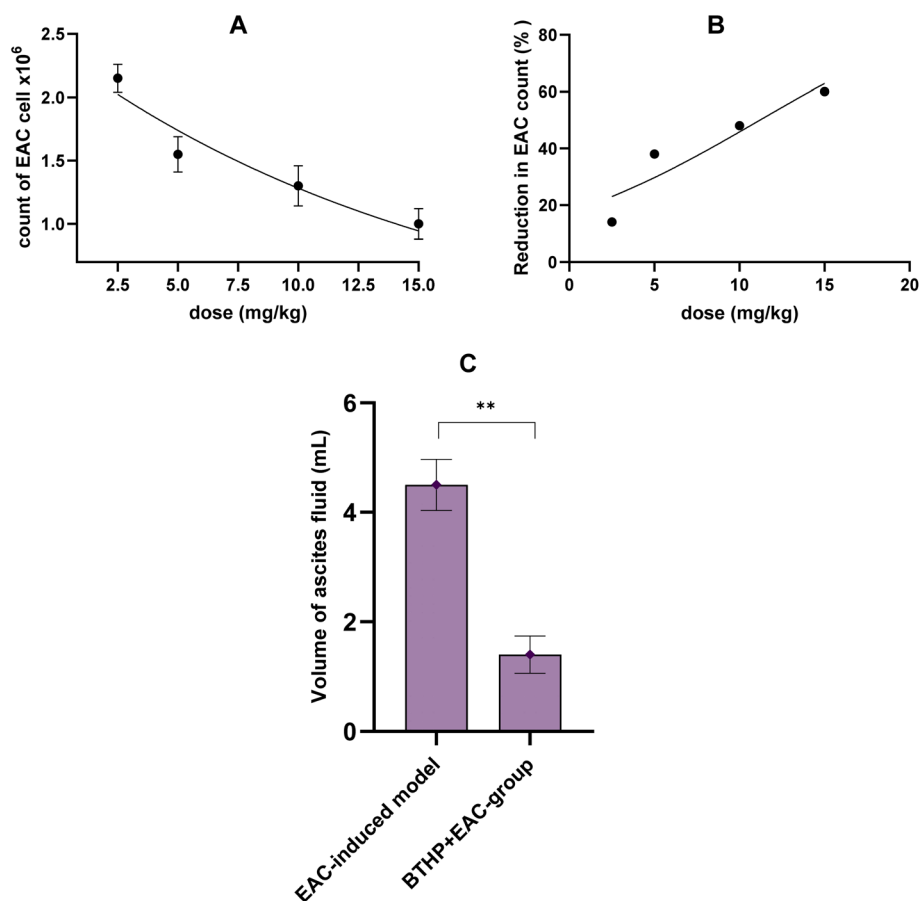 A
count of EAC cell x10⁶
2.5
2.0
1.5
1.0
2.5 5.0 7.5 10.0 12.5 15.0
dose (mg/kg)
B
Reduction in EAC count (% )
80
60
40
20
0
0 5 10 15 20
dose (mg/kg)
C
Volume of ascites fluid (mL)
6
4
2
0
**
EAC-induced model
BTHP+EAC-group